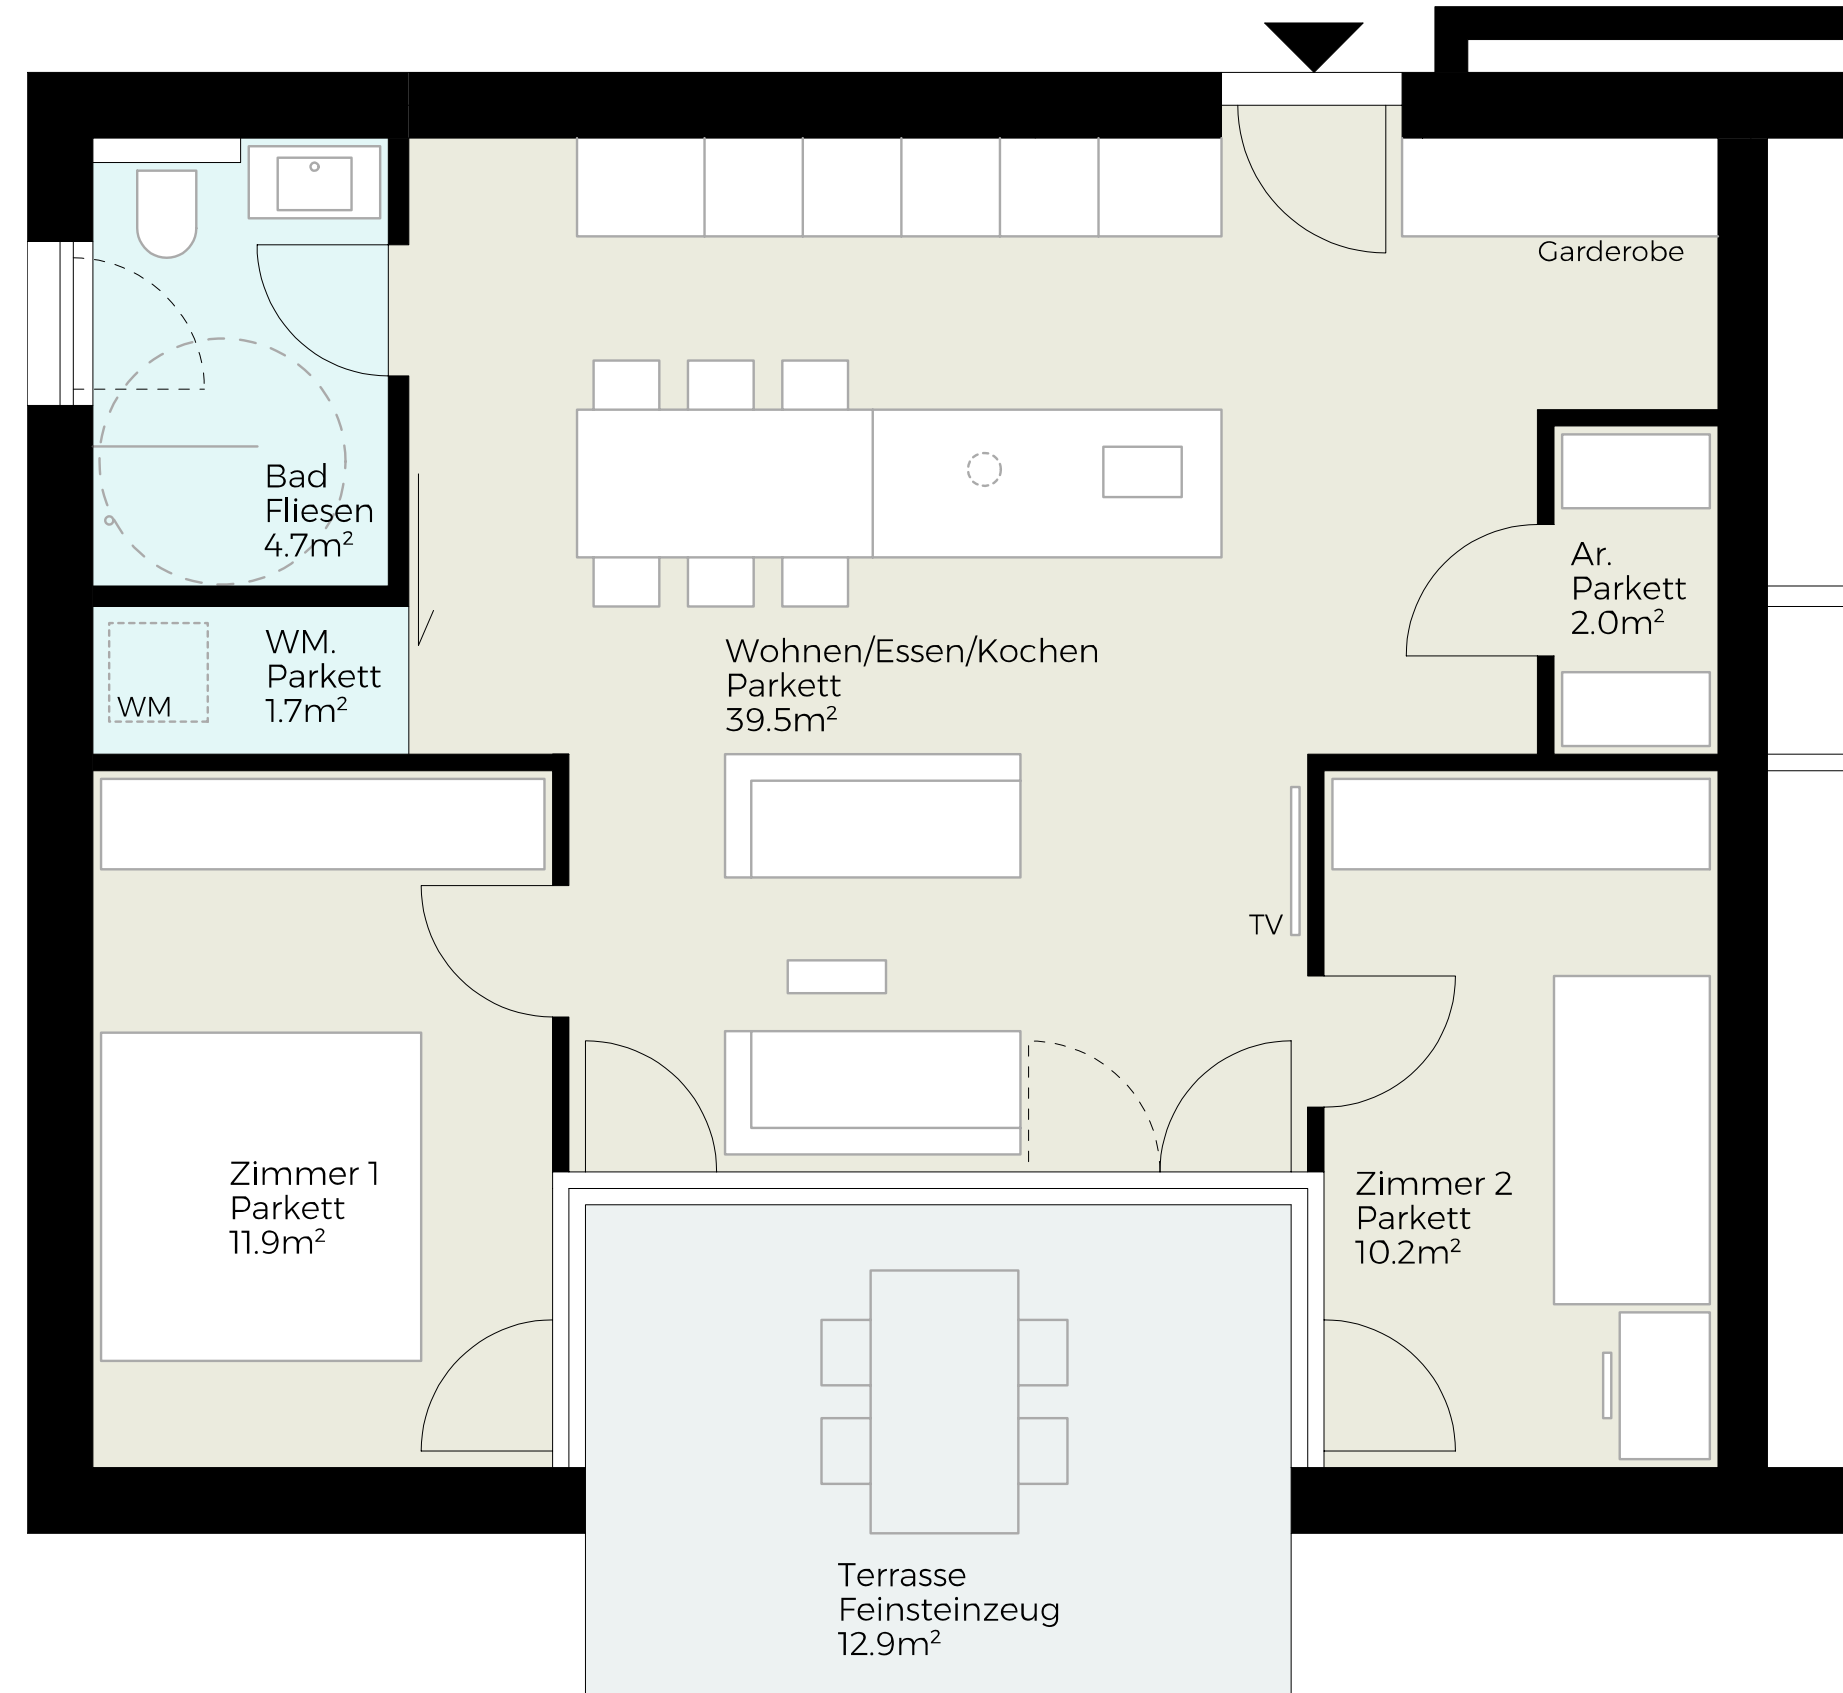 Garderobe
Bad
Fliesen
4.7m²
Ar.
Parkett
2.0m²
WM.
Parkett
1.7m²
WM
Wohnen/Essen/Kochen
Parkett
39.5m²
TV
Zimmer 1
Parkett
11.9m²
Zimmer 2
Parkett
10.2m²
Terrasse
Feinsteinzeug
12.9m²